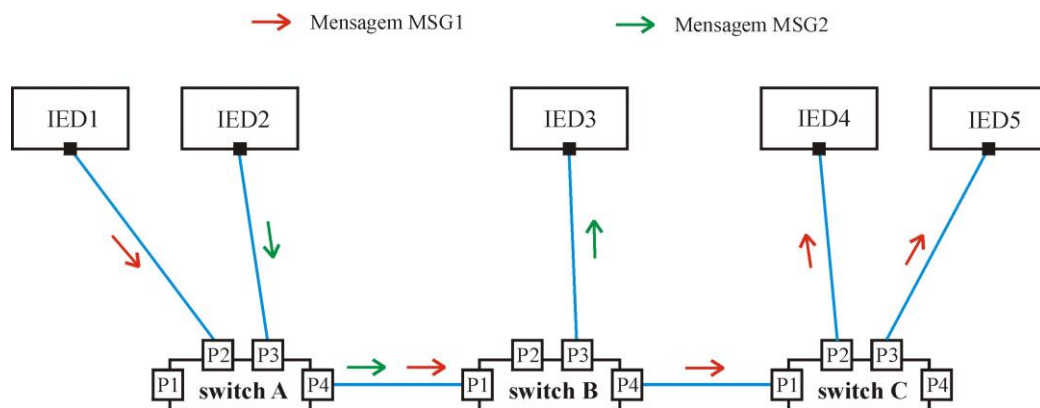 Mensagem MSG1
Mensagem MSG2
IED1
IED2
IED3
IED4
IED5
P2
P3
P2
P3
P2
P3
P1
switch A
P4
P1
switch B
P4
P1
switch C
P4